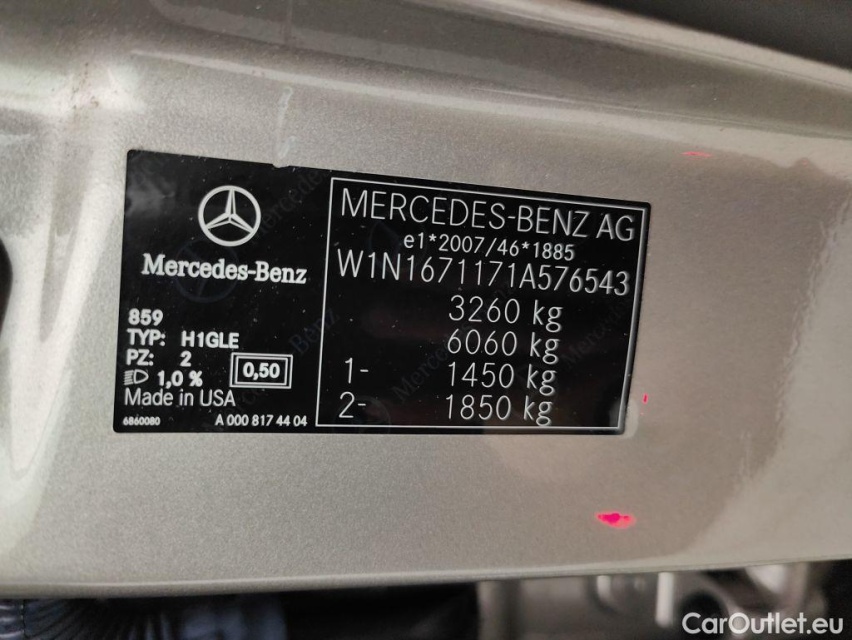 Mercedes-Benz
859
TYP: H1GLE
PZ: 2
1,0 %
0,50
Made in USA
6860080 A 000 817 44 04
MERCEDES-BENZ AG
e1*2007/46*1885
W1N1671171A576543
3260 kg
6060 kg
1- 1450 kg
2- 1850 kg
CarOutlet.eu